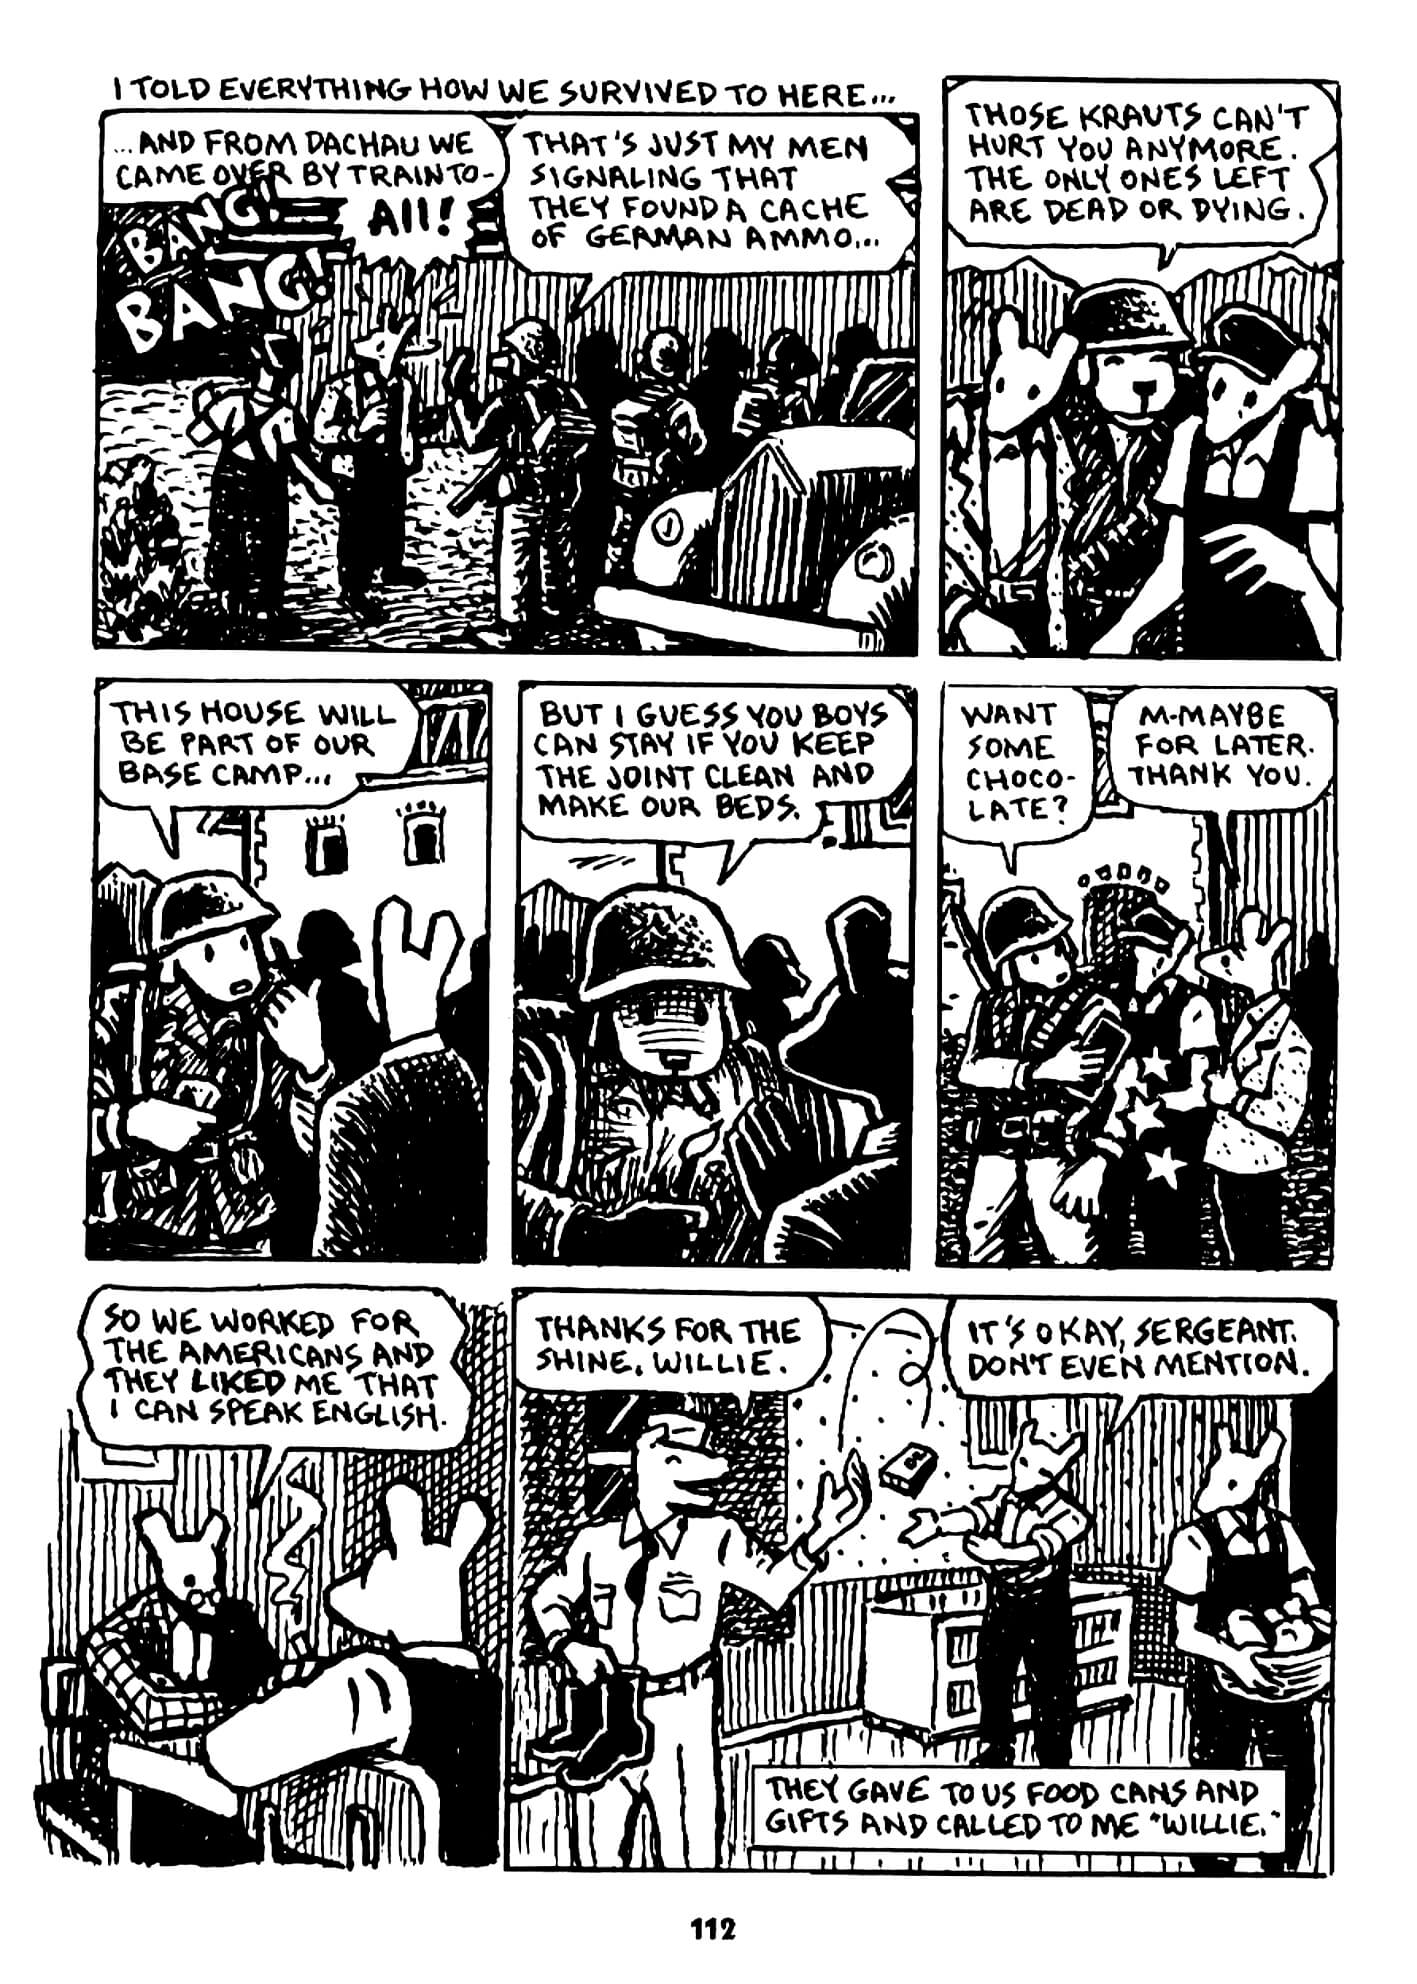 I TOLD EVERYTHING HOW WE SURVIVED TO HERE...
...AND FROM DACHAU WE
CAME OVER BY TRAIN TO-
BANG!
BANG!
AII!
THAT'S JUST MY MEN
SIGNALING THAT
THEY FOUND A CACHE
OF GERMAN AMMO...
THOSE KRAUTS CAN'T
HURT YOU ANYMORE.
THE ONLY ONES LEFT
ARE DEAD OR DYING.
THIS HOUSE WILL
BE PART OF OUR
BASE CAMP...
BUT I GUESS YOU BOYS
CAN STAY IF YOU KEEP
THE JOINT CLEAN AND
MAKE OUR BEDS.
WANT
SOME
CHOCO-
LATE?
M-MAYBE
FOR LATER.
THANK YOU.
SO WE WORKED FOR
THE AMERICANS AND
THEY LIKED ME THAT
I CAN SPEAK ENGLISH.
THANKS FOR THE
SHINE, WILLIE.
IT'S OKAY, SERGEANT.
DON'T EVEN MENTION.
THEY GAVE TO US FOOD CANS AND
GIFTS AND CALLED TO ME "WILLIE."
112